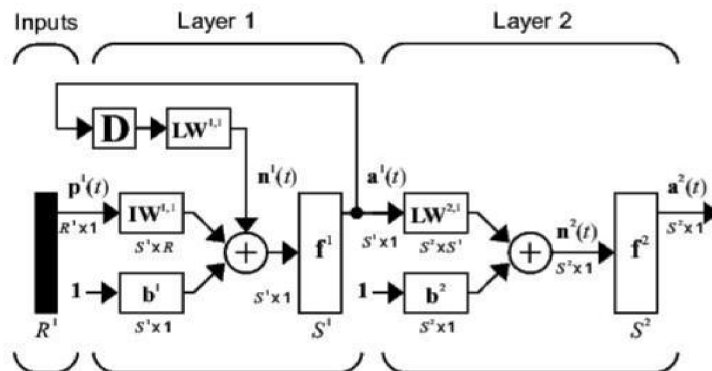 Inputs
Layer 1
Layer 2
D
LW¹,¹
p¹(t)
n¹(t)
a¹(t)
a²(t)
IW¹,¹
LW²,¹
R¹x1
S¹xR
f¹
S¹x1
S²xS¹
n²(t)
f²
S²x1
1
b¹
S¹x1
1
b²
S²x1
R¹
S¹x1
S¹
S²x1
S²